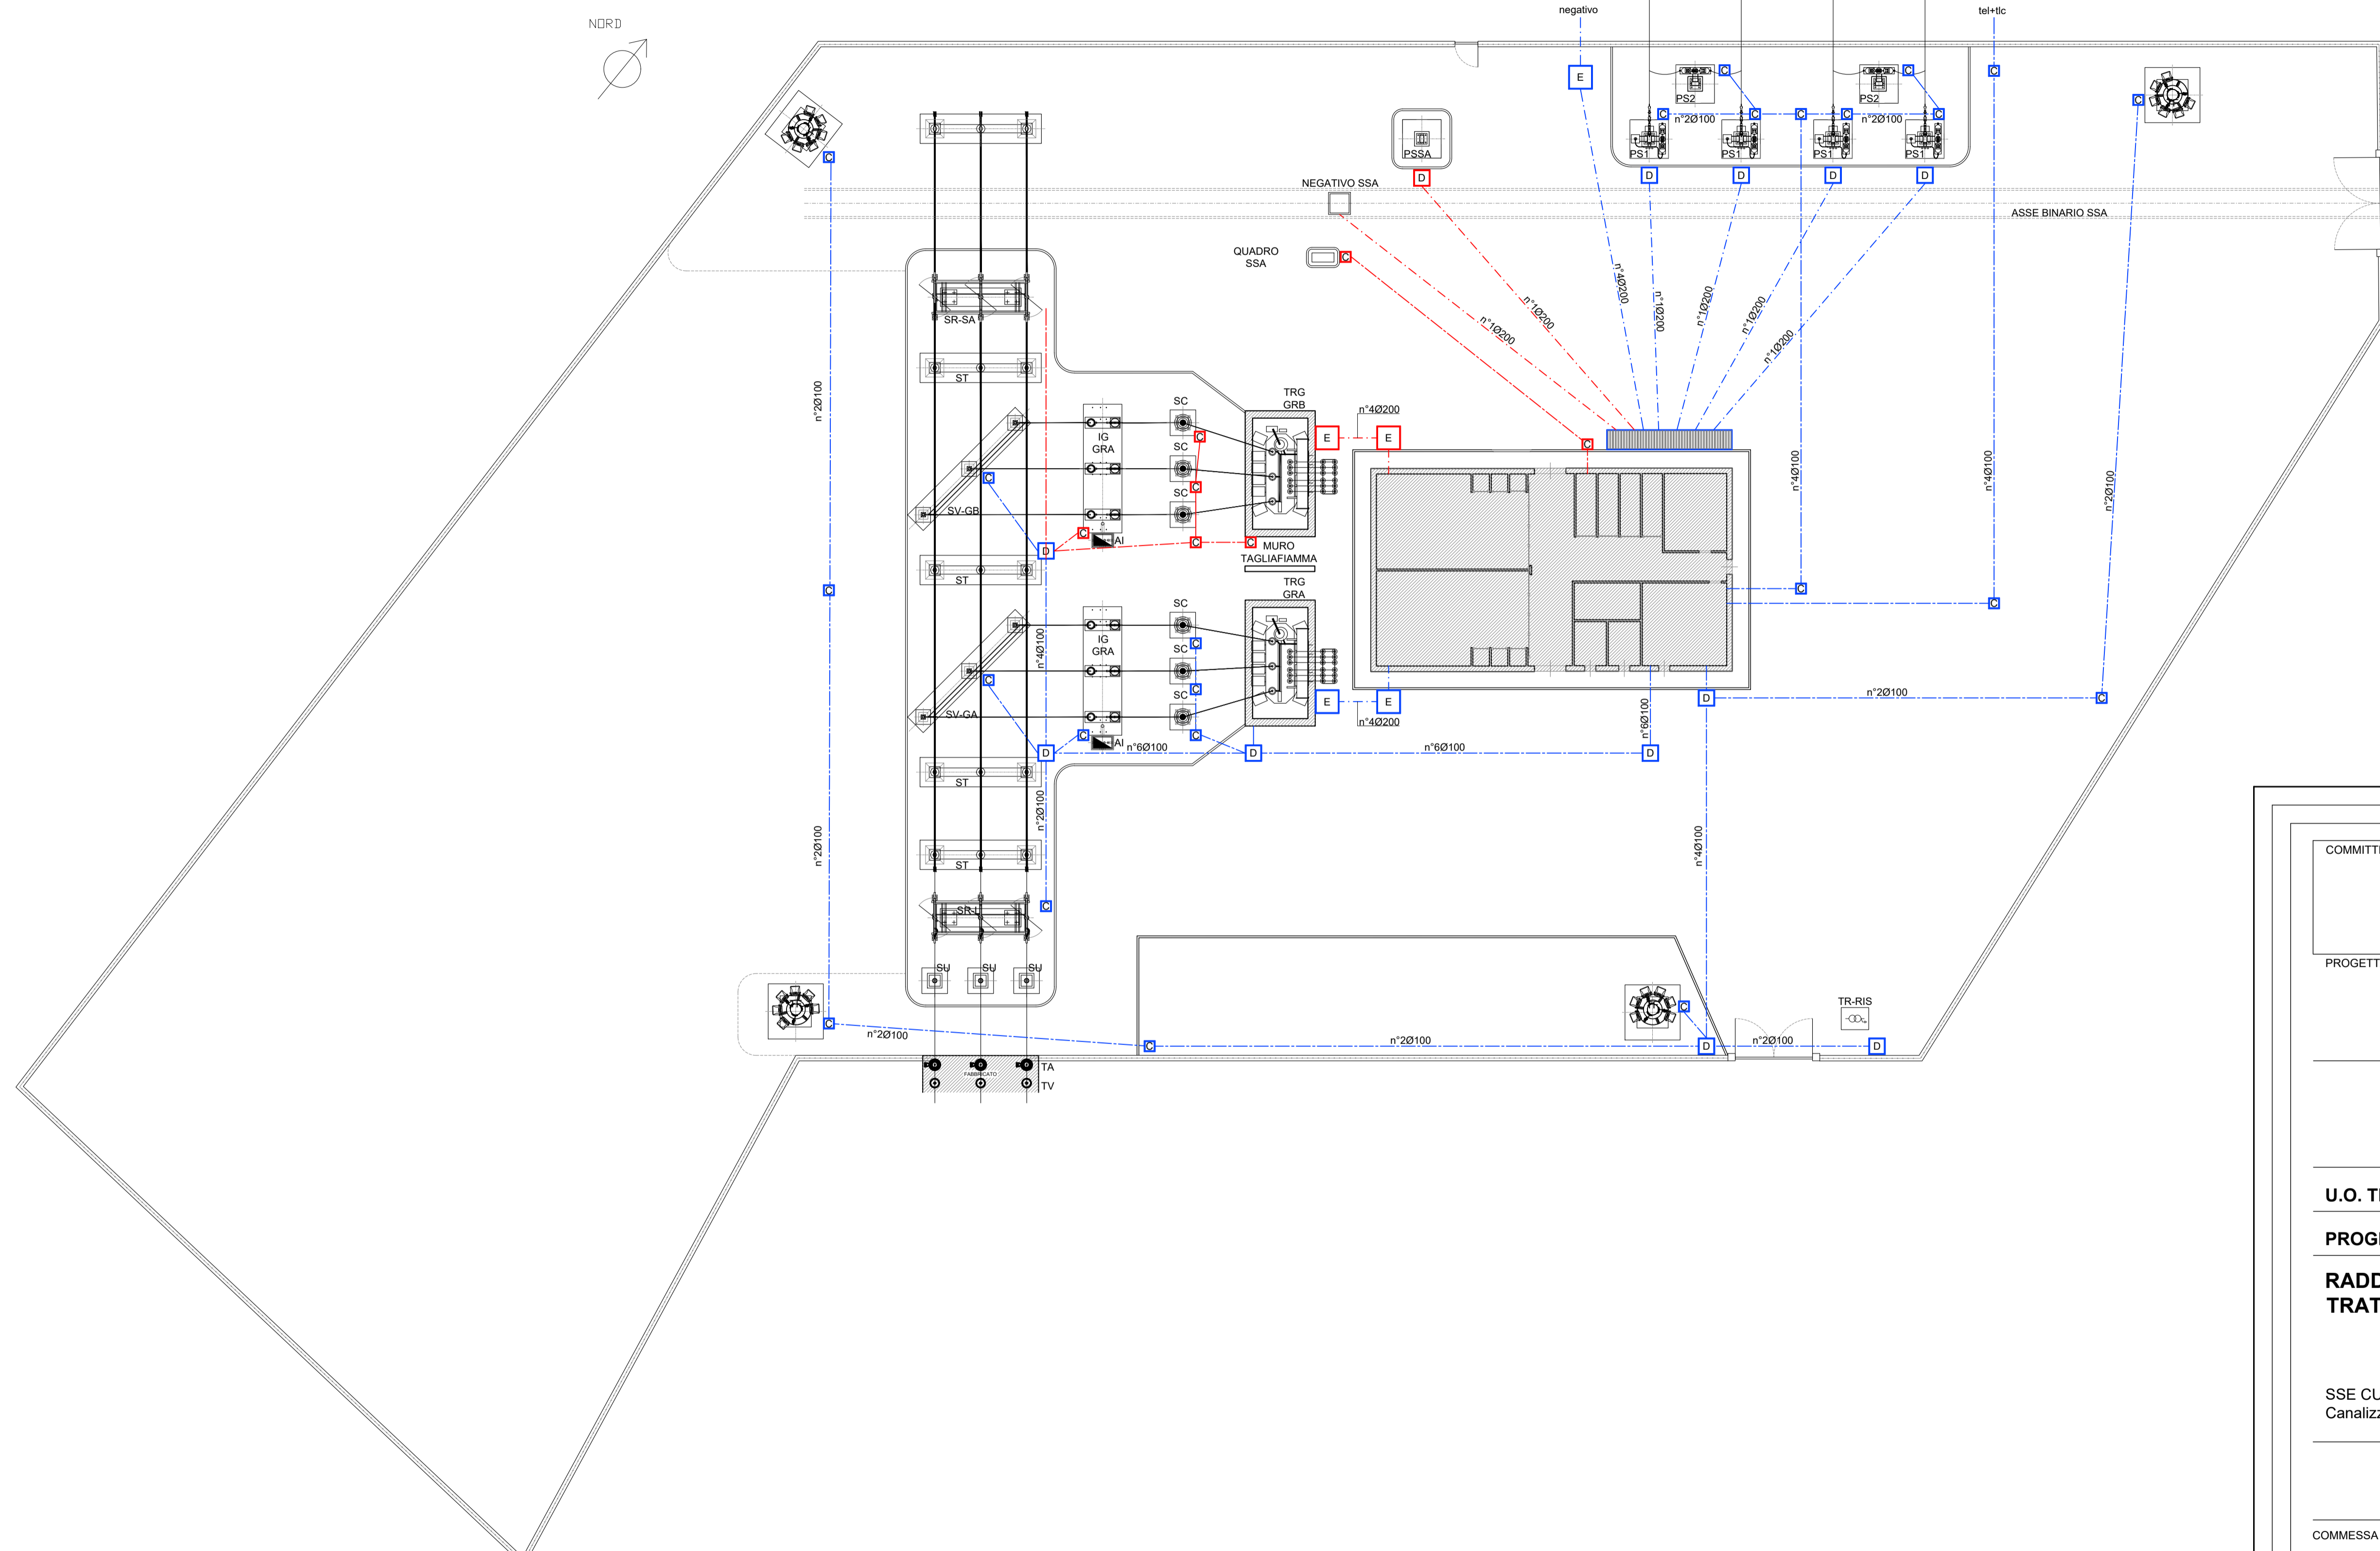 NORD
negativo
tel+tlc
E
C
C
C
PS2
PS2
C
C
C
C
C
C
n°2Ø100
n°2Ø100
PS1
PS1
PS1
PS1
PSSA
C
D
D
D
D
D
NEGATIVO SSA
ASSE BINARIO SSA
QUADRO
SSA
C
n°4Ø200
n°1Ø200
n°1Ø200
n°1Ø200
n°1Ø200
n°1Ø200
n°1Ø200
SR-SA
ST
n°2Ø100
TRG
GRB
SC
n°4Ø200
IG
GRA
C
E
E
C
SC
n°4Ø100
n°4Ø100
n°2Ø100
C
C
SC
SV-GB
C
AI
D
C
C
MURO
TAGLIAFIAMMA
ST
TRG
GRA
C
C
C
SC
IG
GRA
C
n°4Ø100
SC
C
C
SC
SV-GA
E
E
D
n°2Ø100
C
n°4Ø200
n°6Ø100
C
AI
C
D
n°6Ø100
D
n°6Ø100
D
ST
n°2Ø100
n°2Ø100
n°4Ø100
COMMITT
ST
SR-L
C
PROGETT
SU
SU
SU
TR-RIS
C
C
n°2Ø100
C
n°2Ø100
D
n°2Ø100
D
TA
FABBRICATO
TV
U.O. T
PROG
RADD
TRAT
SSE CU
Canaliz
COMMESSA